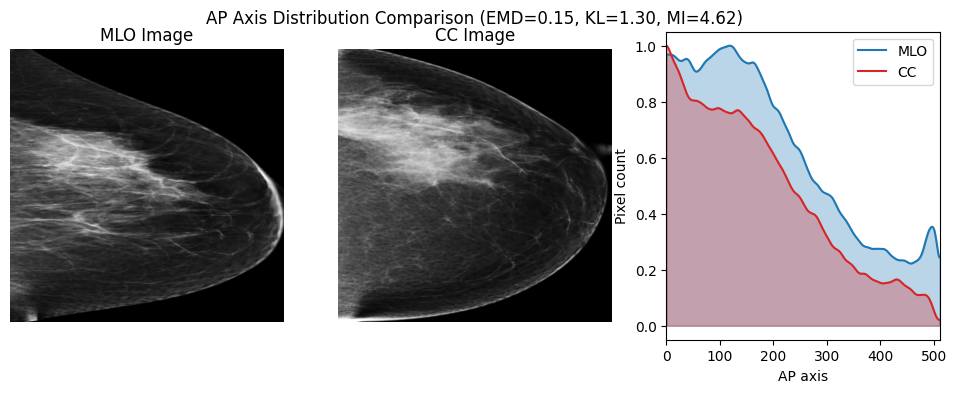 AP Axis Distribution Comparison (EMD=0.15, KL=1.30, MI=4.62)
MLO Image
CC Image
MLO
CC
Pixel count
1.0
0.8
0.6
0.4
0.2
0.0
0 100 200 300 400 500
AP axis